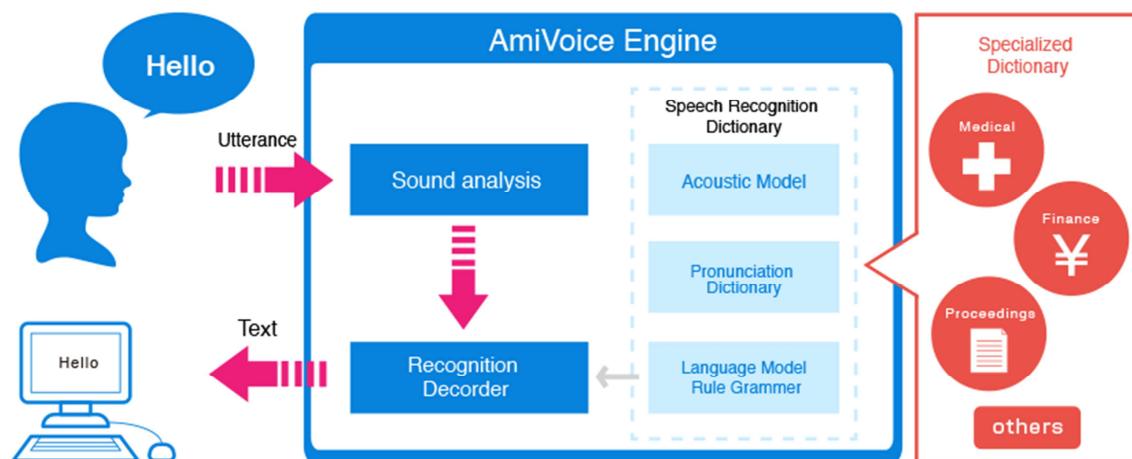 AmiVoice Engine
Hello
Utterance
Sound analysis
Speech Recognition
Dictionary
Acoustic Model
Pronunciation
Dictionary
Language Model
Rule Grammer
Recognition
Decorder
Text
Hello
Specialized
Dictionary
Medical
Finance
¥
Proceedings
others